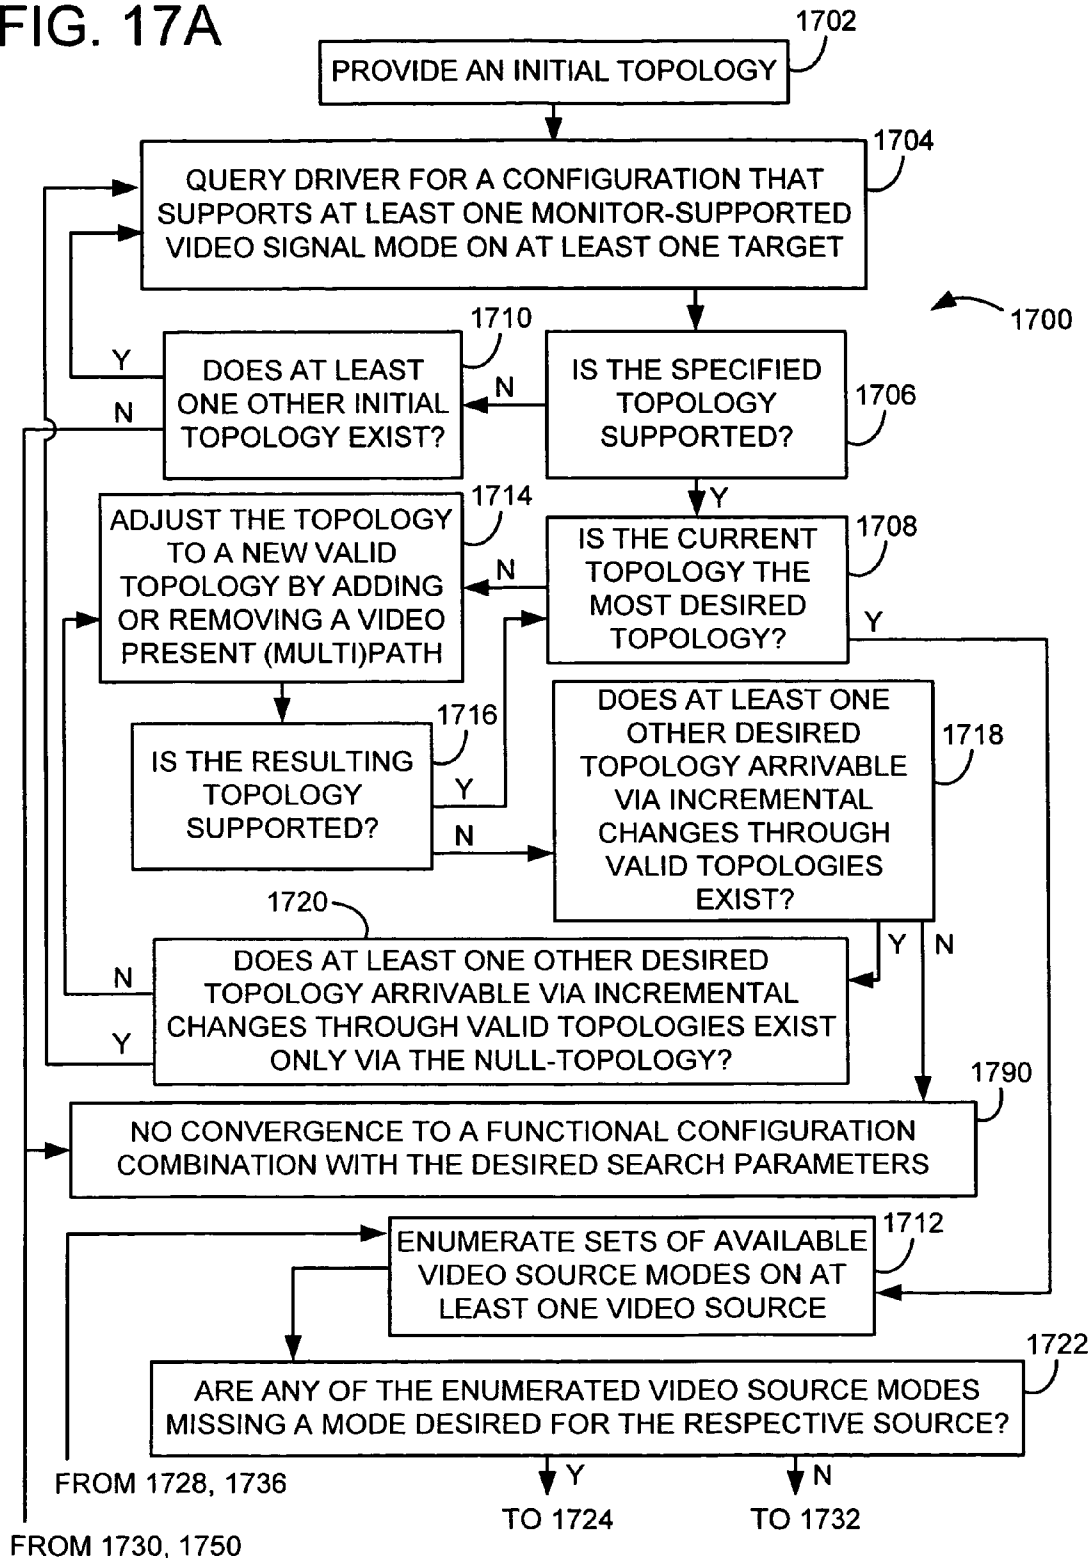 FIG. 17A
1702
PROVIDE AN INITIAL TOPOLOGY
1704
QUERY DRIVER FOR A CONFIGURATION THAT
SUPPORTS AT LEAST ONE MONITOR-SUPPORTED
VIDEO SIGNAL MODE ON AT LEAST ONE TARGET
1700
1710
DOES AT LEAST
ONE OTHER INITIAL
TOPOLOGY EXIST?
Y
N
N
IS THE SPECIFIED
TOPOLOGY
SUPPORTED?
1706
Y
1714
ADJUST THE TOPOLOGY
TO A NEW VALID
TOPOLOGY BY ADDING
OR REMOVING A VIDEO
PRESENT (MULTI)PATH
N
IS THE CURRENT
TOPOLOGY THE
MOST DESIRED
TOPOLOGY?
1708
Y
1716
IS THE RESULTING
TOPOLOGY
SUPPORTED?
Y
N
DOES AT LEAST ONE
OTHER DESIRED
TOPOLOGY ARRIVABLE
VIA INCREMENTAL
CHANGES THROUGH
VALID TOPOLOGIES
EXIST?
1718
Y
N
1720
DOES AT LEAST ONE OTHER DESIRED
TOPOLOGY ARRIVABLE VIA INCREMENTAL
CHANGES THROUGH VALID TOPOLOGIES EXIST
ONLY VIA THE NULL-TOPOLOGY?
N
Y
1790
NO CONVERGENCE TO A FUNCTIONAL CONFIGURATION
COMBINATION WITH THE DESIRED SEARCH PARAMETERS
1712
ENUMERATE SETS OF AVAILABLE
VIDEO SOURCE MODES ON AT
LEAST ONE VIDEO SOURCE
1722
ARE ANY OF THE ENUMERATED VIDEO SOURCE MODES
MISSING A MODE DESIRED FOR THE RESPECTIVE SOURCE?
FROM 1728, 1736
Y
N
TO 1724
TO 1732
FROM 1730, 1750